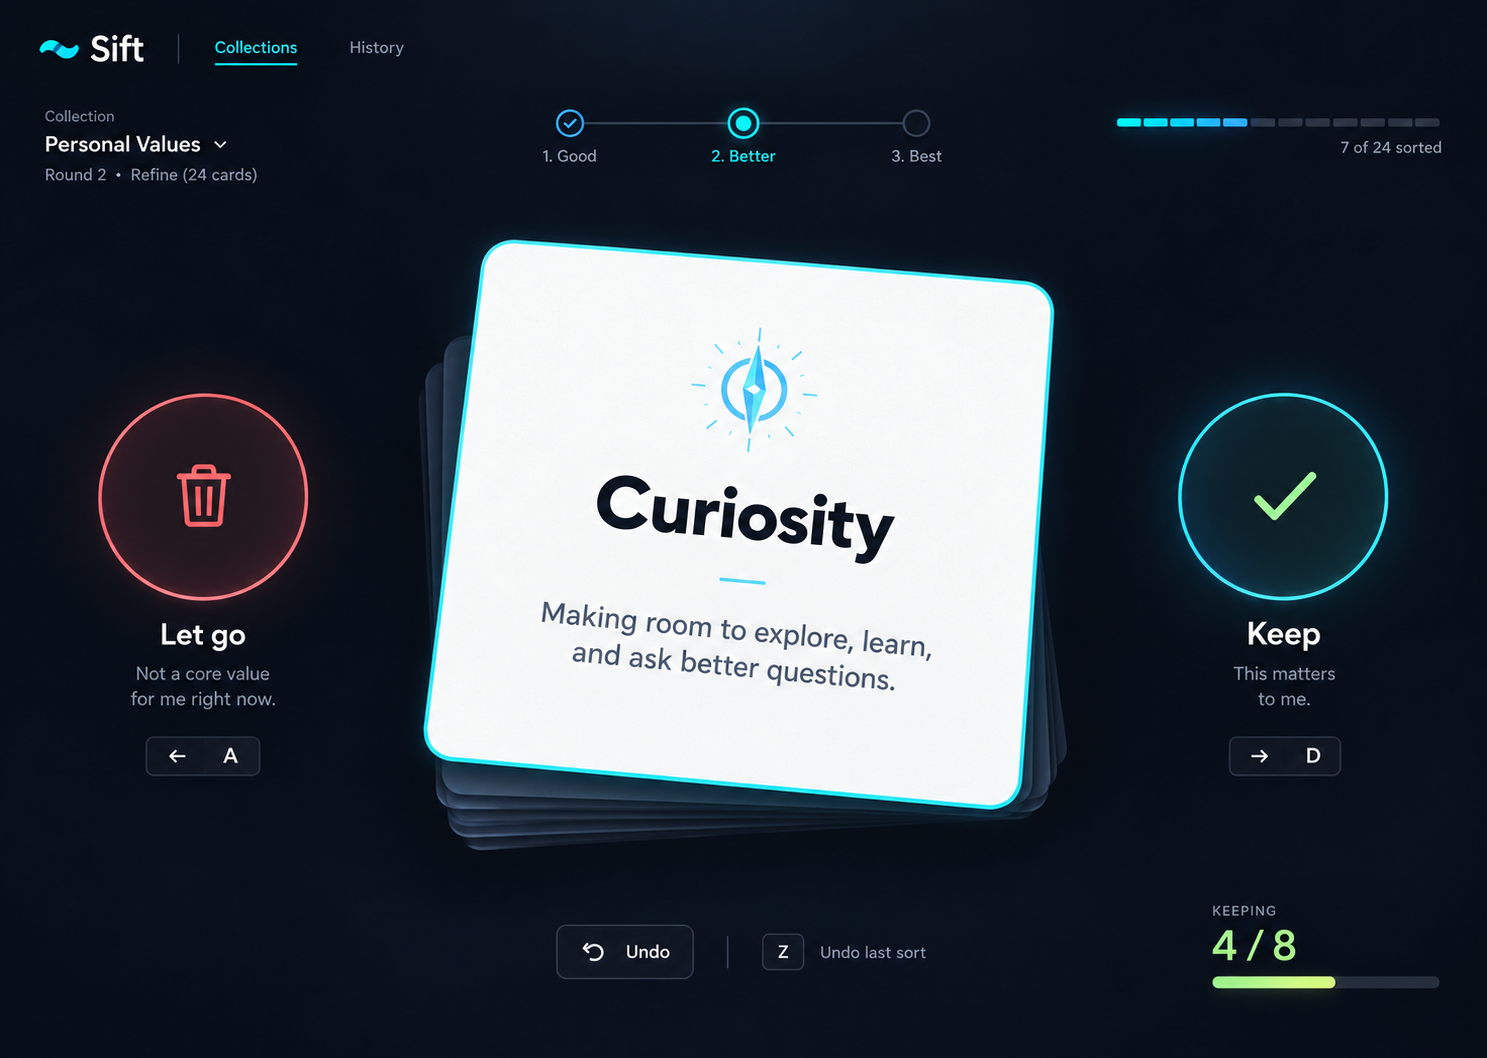 Sift
Collections
History
Collection
Personal Values
Round 2 • Refine (24 cards)
1. Good
2. Better
3. Best
7 of 24 sorted
Curiosity
Making room to explore, learn,
and ask better questions.
Let go
Not a core value
for me right now.
← A
Keep
This matters
to me.
→ D
Undo
Z
Undo last sort
KEEPING
4 / 8